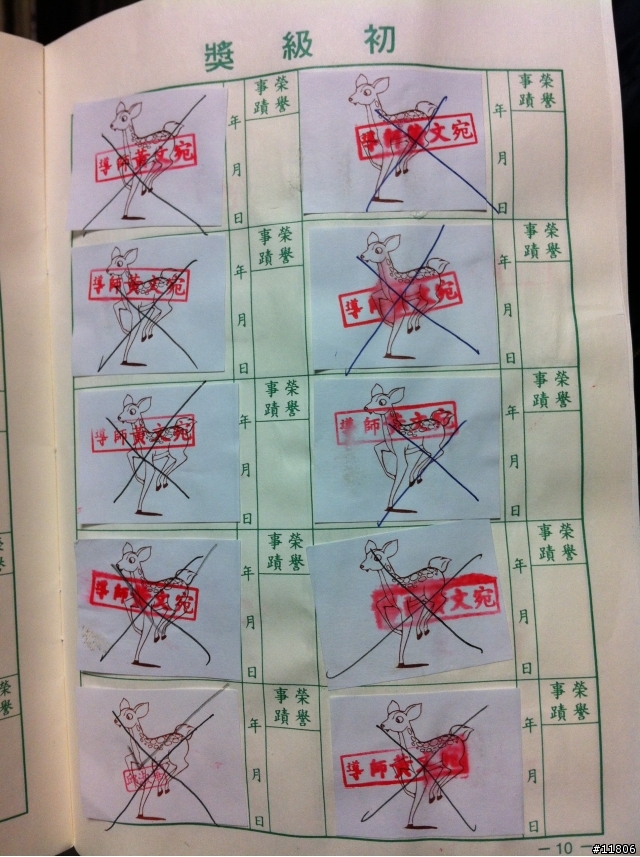 初級獎
導師黃文宛
年月日
榮譽事蹟
導師文宛
年月日
榮譽事蹟
導師黃文宛
年月日
榮譽事蹟
導師文宛
年月日
榮譽事蹟
導師黃文宛
年月日
榮譽事蹟
導師黃文宛
年月日
榮譽事蹟
導師黃文宛
年月日
榮譽事蹟
文宛
年月日
榮譽事蹟
年月日
榮譽事蹟
導師黃
年月日
榮譽事蹟
－10－
#11806